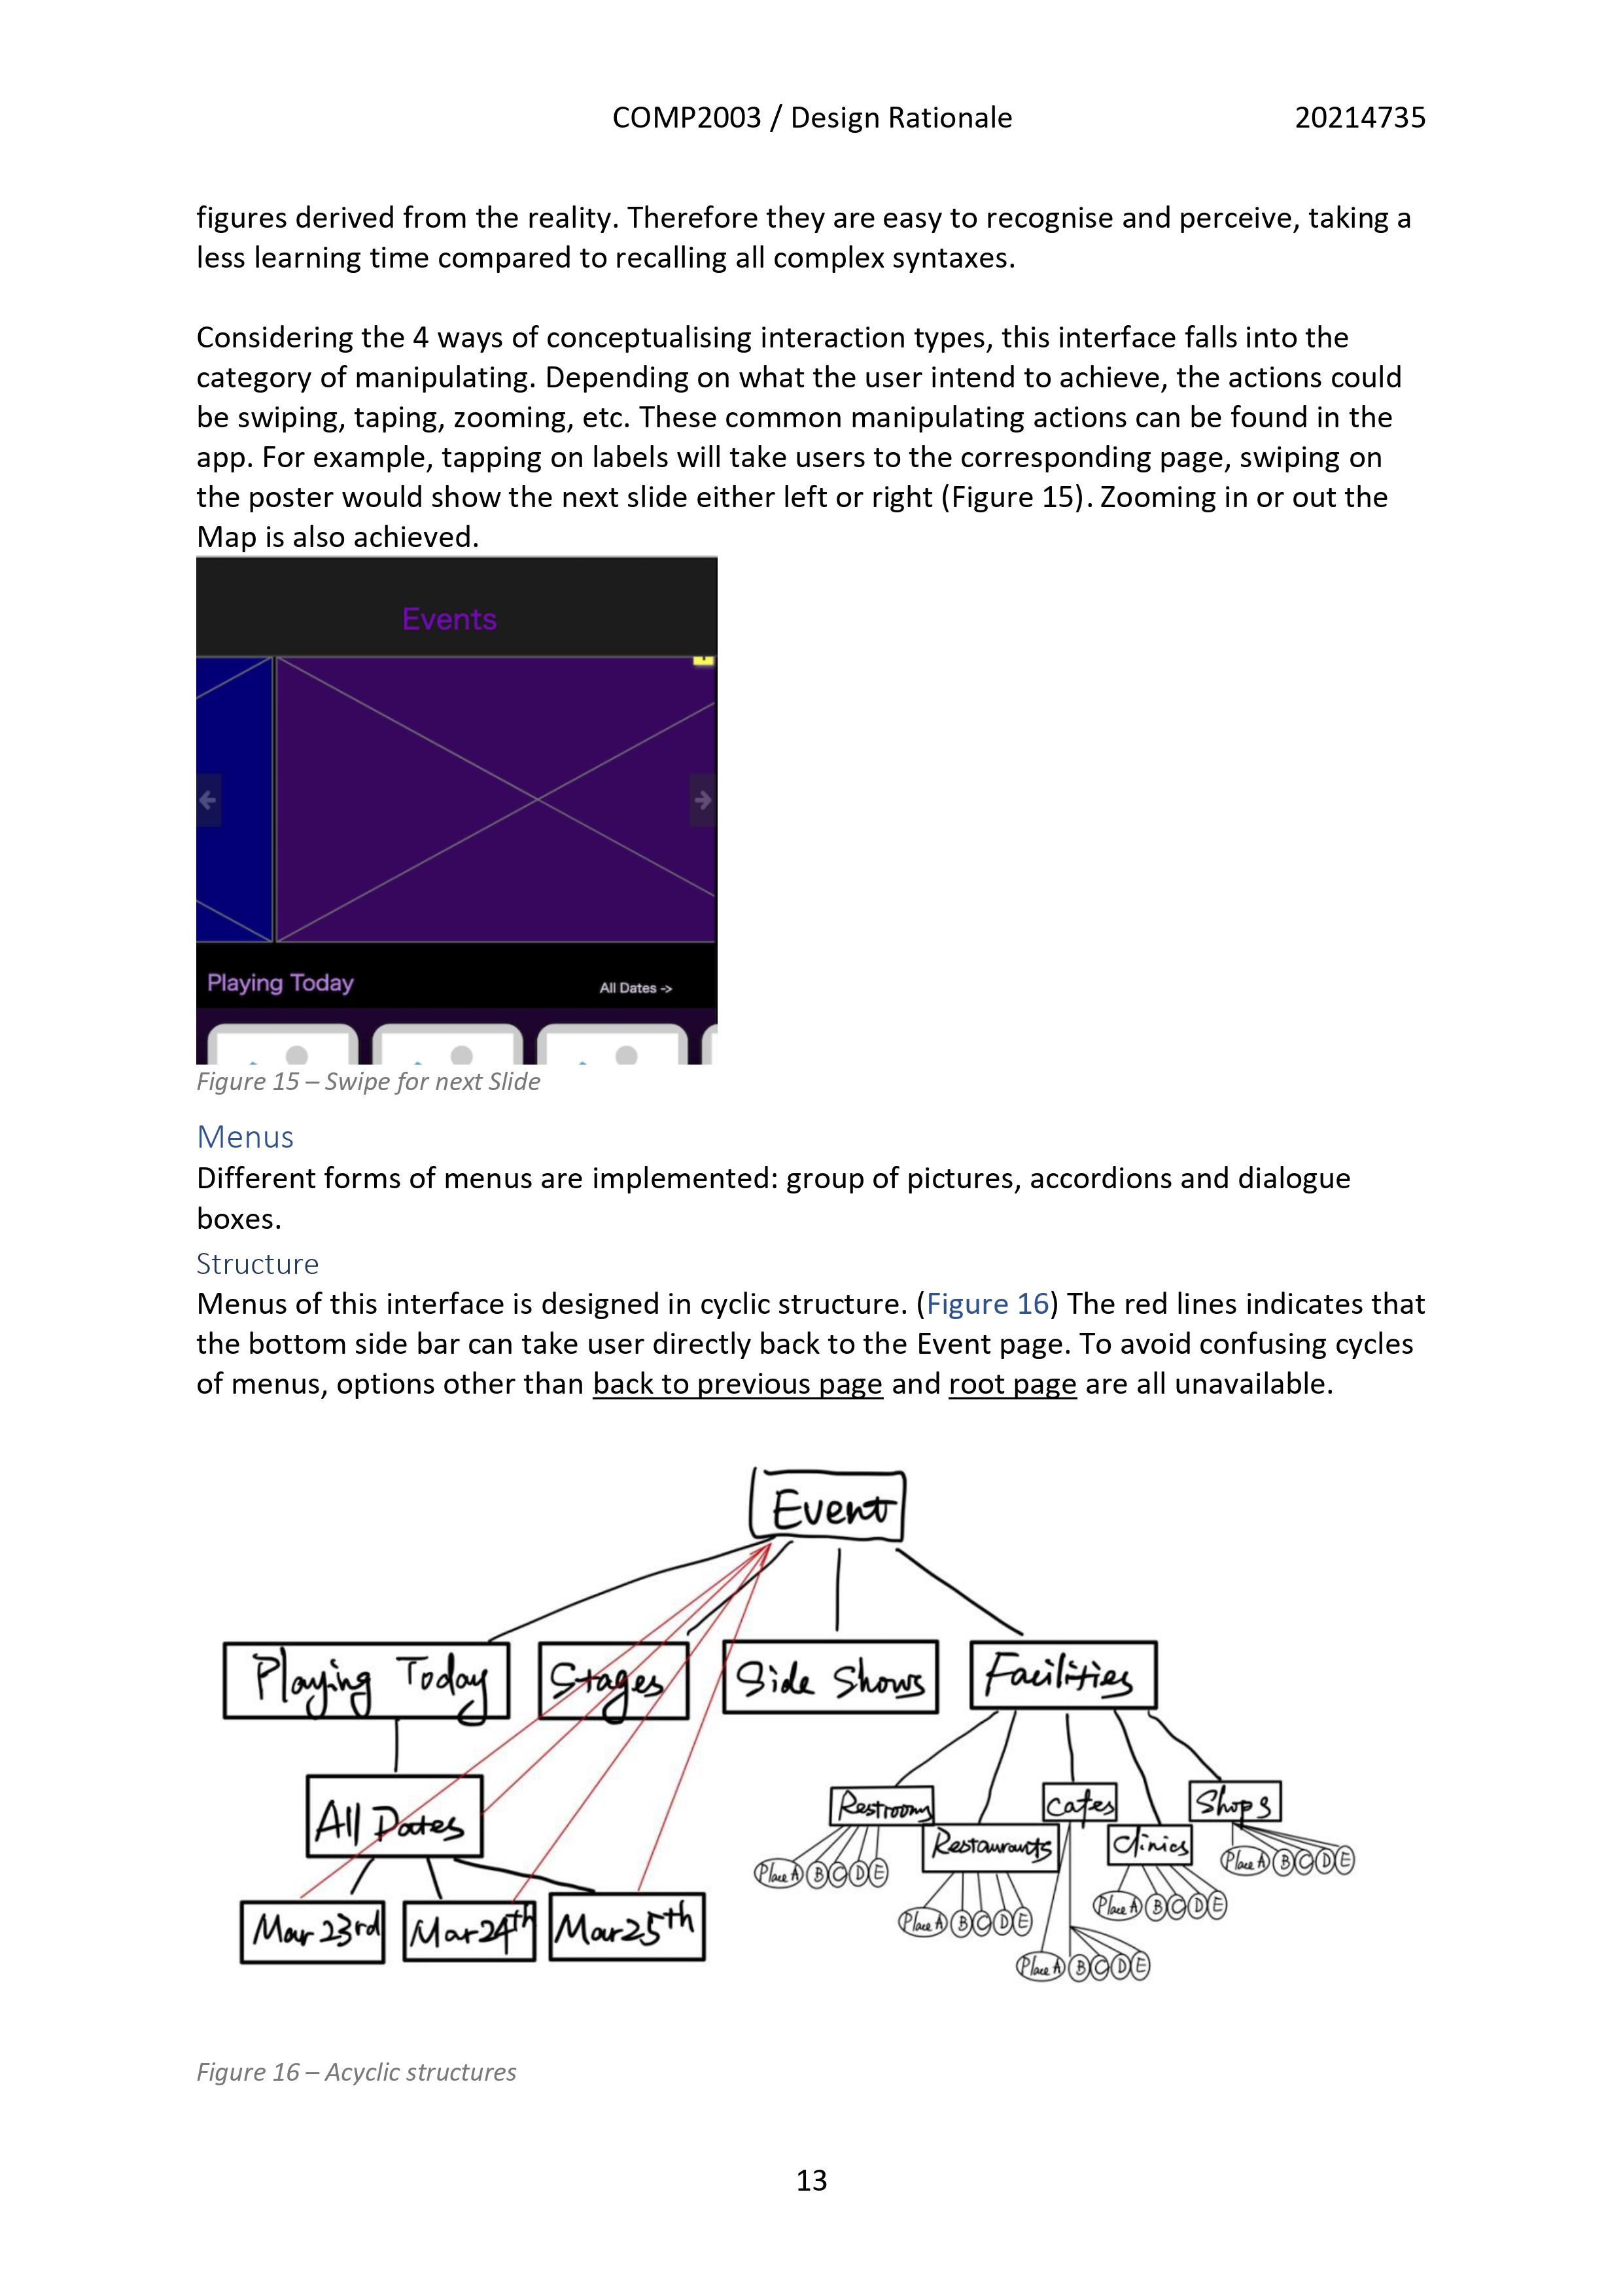 COMP2003 / Design Rationale 20214735
figures derived from the reality. Therefore they are easy to recognise and perceive, taking a
less learning time compared to recalling all complex syntaxes.
Considering the 4 ways of conceptualising interaction types, this interface falls into the
category of manipulating. Depending on what the user intend to achieve, the actions could
be swiping, taping, zooming, etc. These common manipulating actions can be found in the
app. For example, tapping on labels will take users to the corresponding page, swiping on
the poster would show the next slide either left or right (Figure 15). Zooming in or out the
Map is also achieved.
Events
Playing Today All Dates ->
Figure 15 – Swipe for next Slide
Menus
Different forms of menus are implemented: group of pictures, accordions and dialogue
boxes.
Structure
Menus of this interface is designed in cyclic structure. (Figure 16) The red lines indicates that
the bottom side bar can take user directly back to the Event page. To avoid confusing cycles
of menus, options other than back to previous page and root page are all unavailable.
Event
Playing Today Stages Side Shows Facilities
All Dates Restrooms Cafes Shops
Restaurants Clinics
Place A B C D E
Place A B C D E
Place A B C D E
Place A B C D E
Place A B C D E
Mar 23rd Mar 24th Mar 25th
Figure 16 – Acyclic structures
13